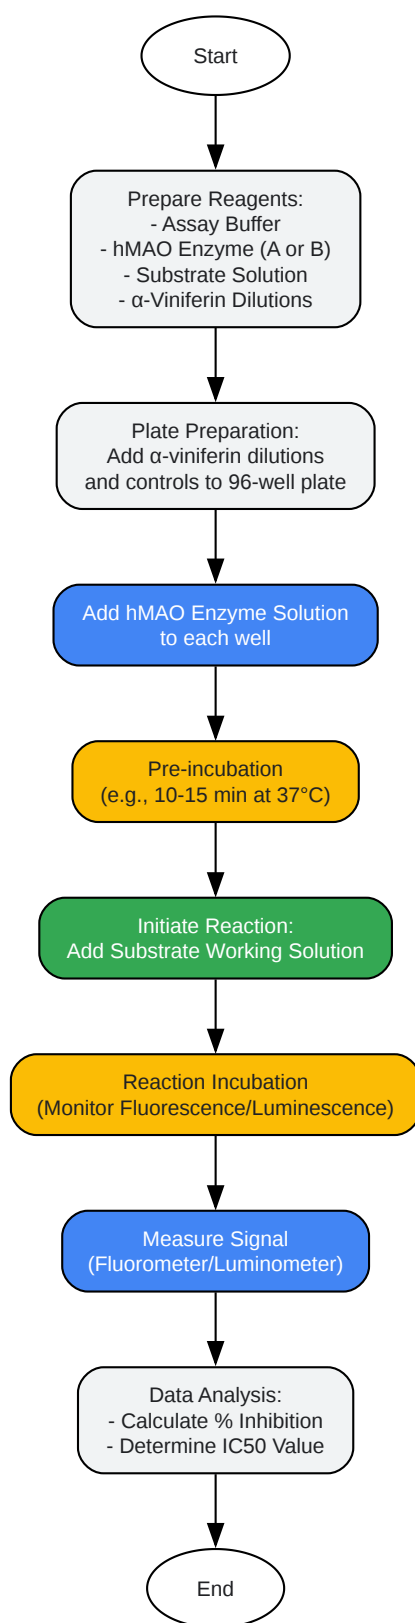 Start
Prepare Reagents:
- Assay Buffer
- hMAO Enzyme (A or B)
- Substrate Solution
- α-Viniferin Dilutions
Plate Preparation:
Add α-viniferin dilutions
and controls to 96-well plate
Add hMAO Enzyme Solution
to each well
Pre-incubation
(e.g., 10-15 min at 37°C)
Initiate Reaction:
Add Substrate Working Solution
Reaction Incubation
(Monitor Fluorescence/Luminescence)
Measure Signal
(Fluorometer/Luminometer)
Data Analysis:
- Calculate % Inhibition
- Determine IC50 Value
End